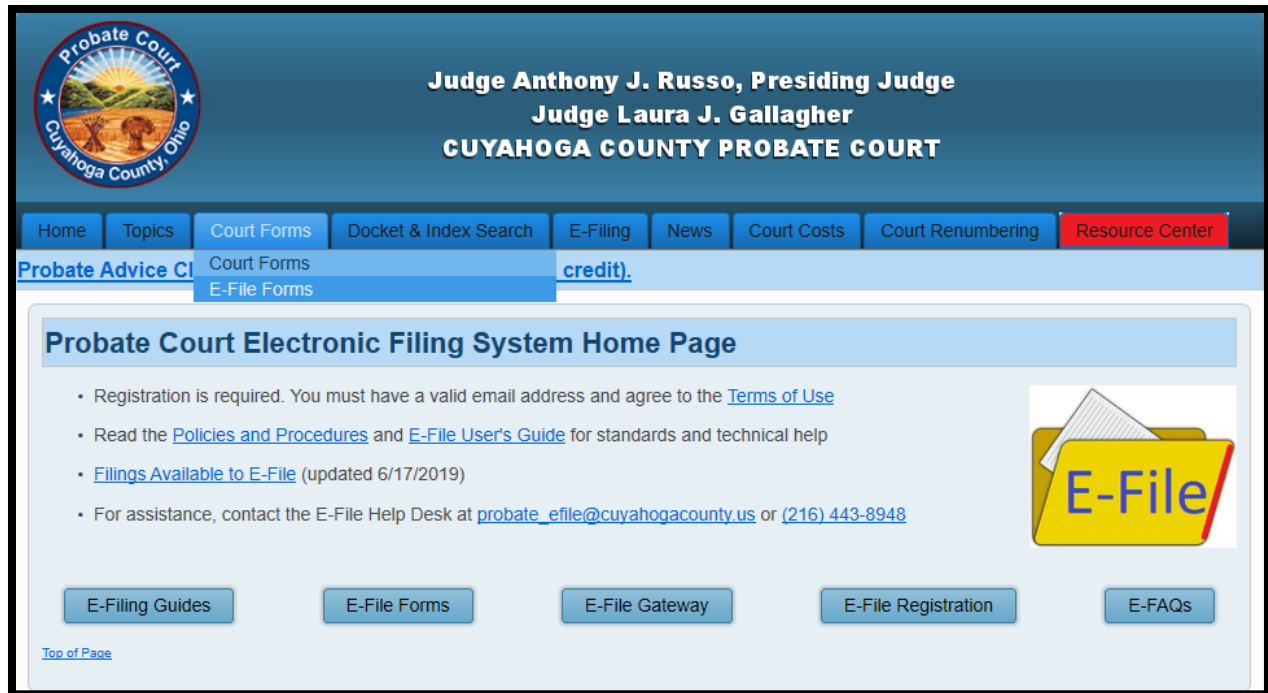 Probate Court
Cuyahoga County, Ohio
Judge Anthony J. Russo, Presiding Judge
Judge Laura J. Gallagher
CUYAHOGA COUNTY PROBATE COURT
Home Topics Court Forms Docket & Index Search E-Filing News Court Costs Court Renumbering Resource Center
Probate Advice Cl credit).
Court Forms
E-File Forms
Probate Court Electronic Filing System Home Page
• Registration is required. You must have a valid email address and agree to the Terms of Use
• Read the Policies and Procedures and E-File User's Guide for standards and technical help
• Filings Available to E-File (updated 6/17/2019)
• For assistance, contact the E-File Help Desk at probate_efile@cuyahogacounty.us or (216) 443-8948
E-File
E-Filing Guides E-File Forms E-File Gateway E-File Registration E-FAQs
Top of Page